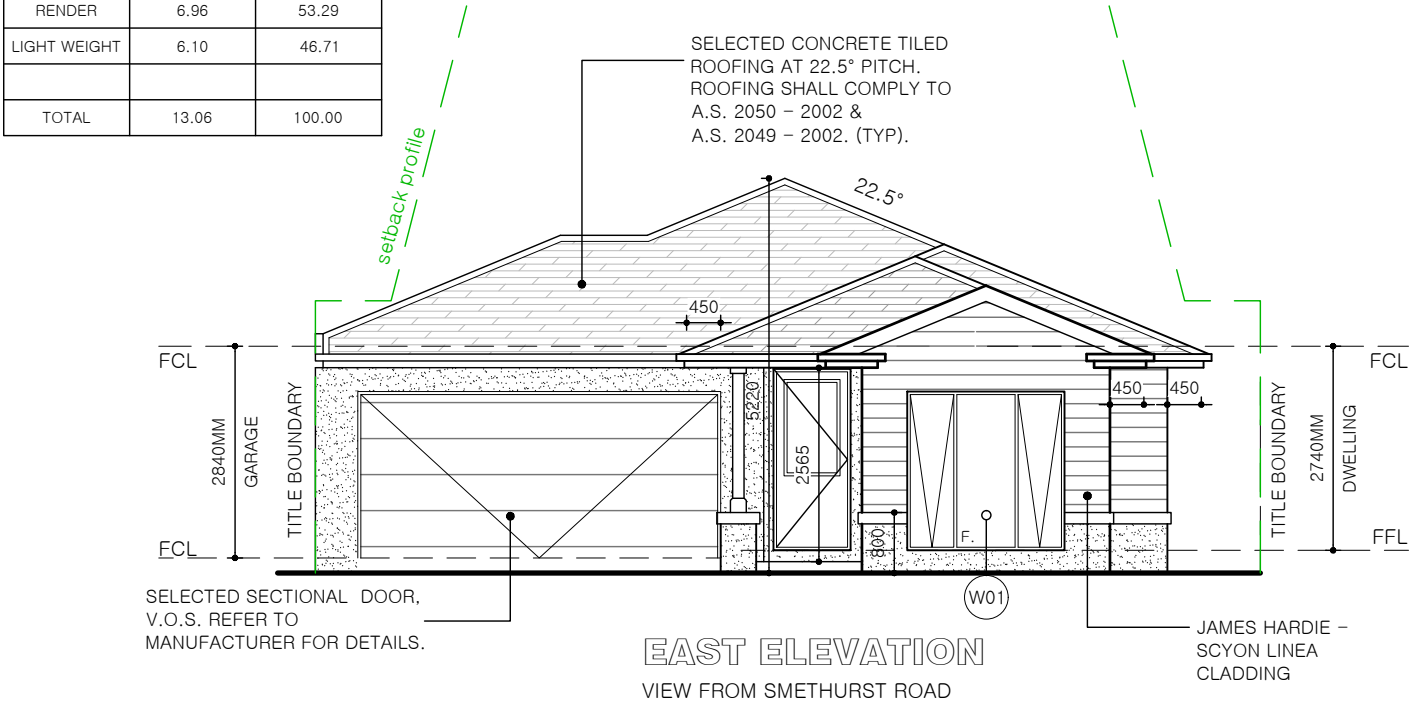 RENDER 6.96 53.29
LIGHT WEIGHT 6.10 46.71
TOTAL 13.06 100.00
SELECTED CONCRETE TILED
ROOFING AT 22.5° PITCH.
ROOFING SHALL COMPLY TO
A.S. 2050 - 2002 &
A.S. 2049 - 2002. (TYP).
setback profile
22.5°
450
FCL
FCL
5220
450
450
2840MM
GARAGE
TITLE BOUNDARY
2565
TITLE BOUNDARY
2740MM
DWELLING
800
F.
FCL
FFL
W01
SELECTED SECTIONAL DOOR,
V.O.S. REFER TO
MANUFACTURER FOR DETAILS.
JAMES HARDIE -
SCYON LINEA
CLADDING
EAST ELEVATION
VIEW FROM SMETHURST ROAD